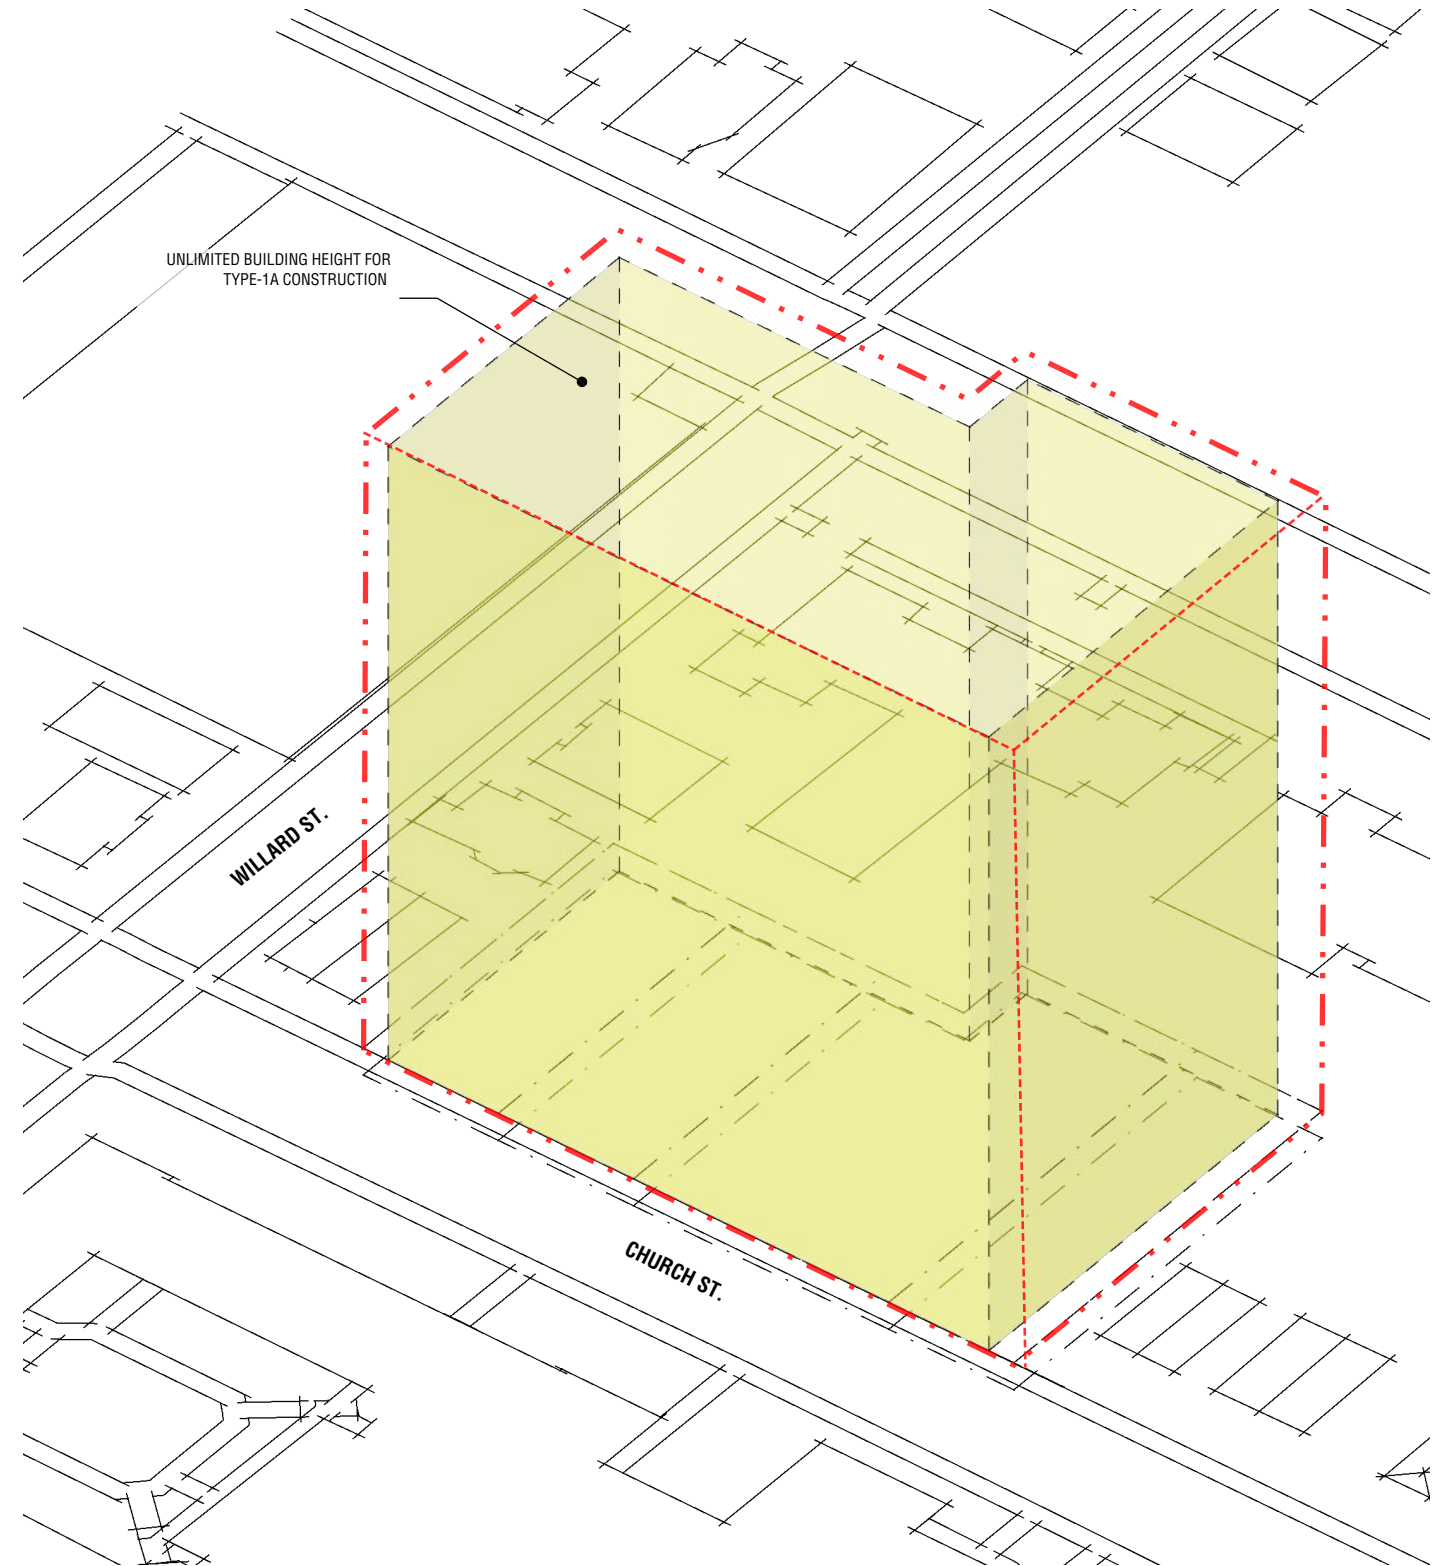 UNLIMITED BUILDING HEIGHT FOR
TYPE-1A CONSTRUCTION
WILLARD ST.
CHURCH ST.